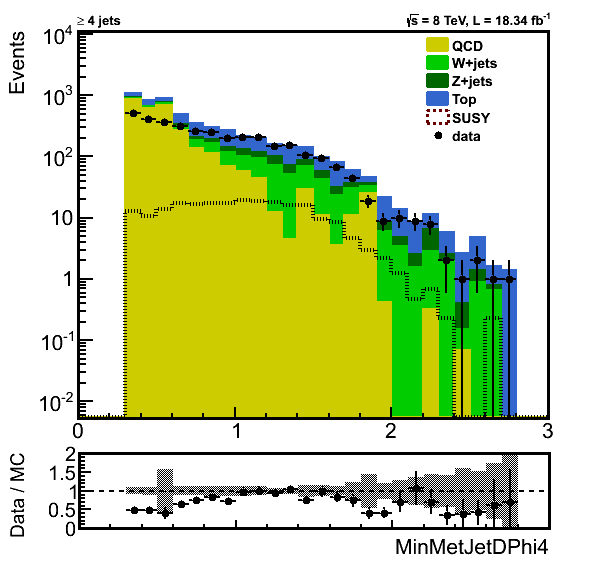 ≥ 4 jets
√s = 8 TeV, L = 18.34 fb⁻¹
Events
10⁴
10³
10²
10
1
10⁻¹
10⁻²
QCD
W+jets
Z+jets
Top
SUSY
data
0 1 2 3
Data / MC
2
1.5
1
0.5
0
MinMetJetDPhi4